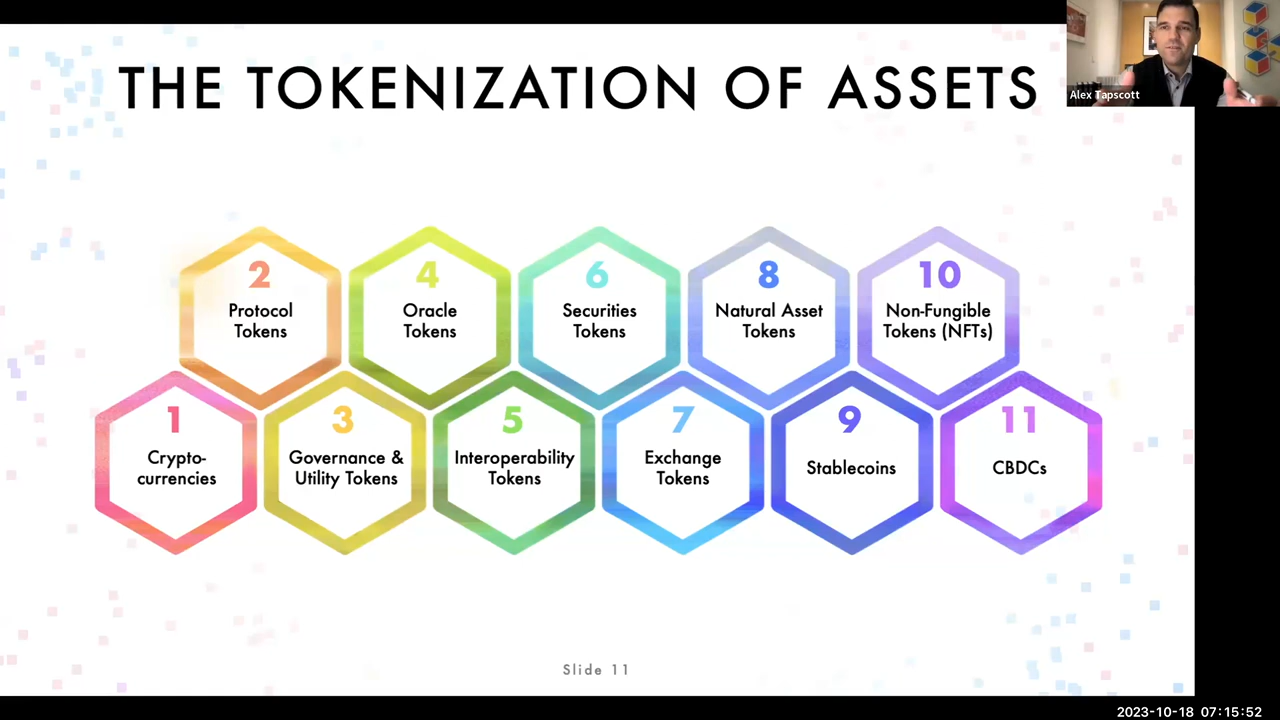 THE TOKENIZATION OF ASSETS
Alex Tapscott
2
Protocol
Tokens
4
Oracle
Tokens
6
Securities
Tokens
8
Natural Asset
Tokens
10
Non-Fungible
Tokens (NFTs)
1
Crypto-
currencies
3
Governance &
Utility Tokens
5
Interoperability
Tokens
7
Exchange
Tokens
9
Stablecoins
11
CBDCs
Slide 11
2023-10-18 07:15:52